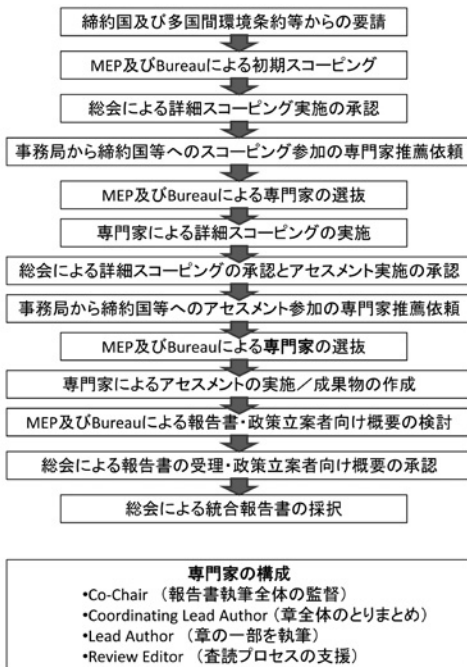 締約国及び多国間環境条約等からの要請
MEP及びBureauによる初期スコーピング
総会による詳細スコーピング実施の承認
事務局から締約国等へのスコーピング参加の専門家推薦依頼
MEP及びBureauによる専門家の選抜
専門家による詳細スコーピングの実施
総会による詳細スコーピングの承認とアセスメント実施の承認
事務局から締約国等へのアセスメント参加の専門家推薦依頼
MEP及びBureauによる専門家の選抜
専門家によるアセスメントの実施／成果物の作成
MEP及びBureauによる報告書・政策立案者向け概要の検討
総会による報告書の受理・政策立案者向け概要の承認
総会による統合報告書の採択
専門家の構成
•Co-Chair （報告書執筆全体の監督）
•Coordinating Lead Author （章全体のとりまとめ）
•Lead Author （章の一部を執筆）
•Review Editor （査読プロセスの支援）